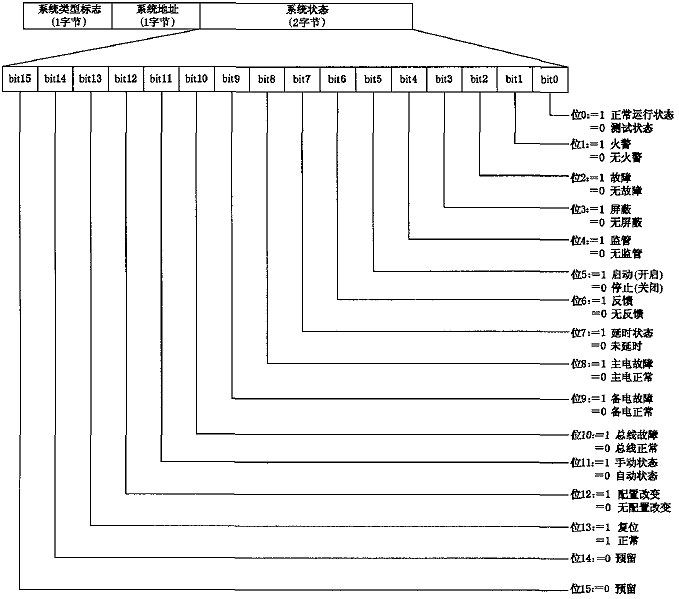 系统类型标志 系统地址 系统状态
(1字节) (1字节) (2字节)
bit15 bit14 bit13 bit12 bit11 bit10 bit9 bit8 bit7 bit6 bit5 bit4 bit3 bit2 bit1 bit0
位0:=1 正常运行状态
=0 测试状态
位1:=1 火警
=0 无火警
位2:=1 故障
=0 无故障
位3:=1 屏蔽
=0 无屏蔽
位4:=1 监管
=0 无监管
位5:=1 启动(开启)
=0 停止(关闭)
位6:=1 反馈
=0 无反馈
位7:=1 延时状态
=0 未延时
位8:=1 主电故障
=0 主电正常
位9:=1 备电故障
=0 备电正常
位10:=1 总线故障
=0 总线正常
位11:=1 手动状态
=0 自动状态
位12:=1 配置改变
=0 无配置改变
位13:=1 复位
=1 正常
位14:=0 预留
位15:=0 预留